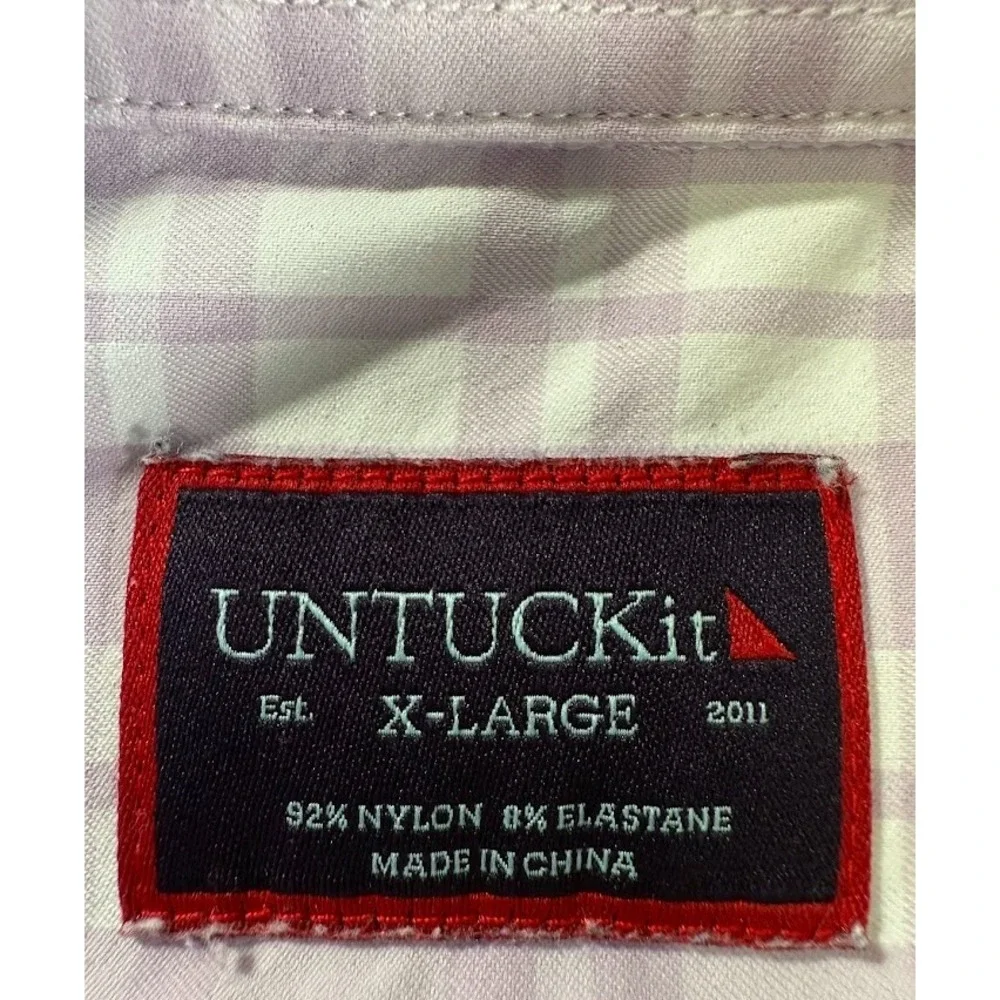 UNTUCKit
Est. X-LARGE 2011
92% NYLON 8% ELASTANE
MADE IN CHINA